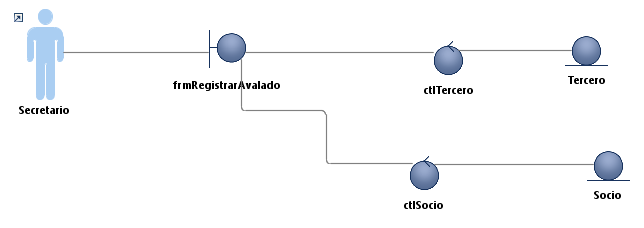 Secretario
frmRegistrarAvalado
ctlTercero
Tercero
ctlSocio
Socio